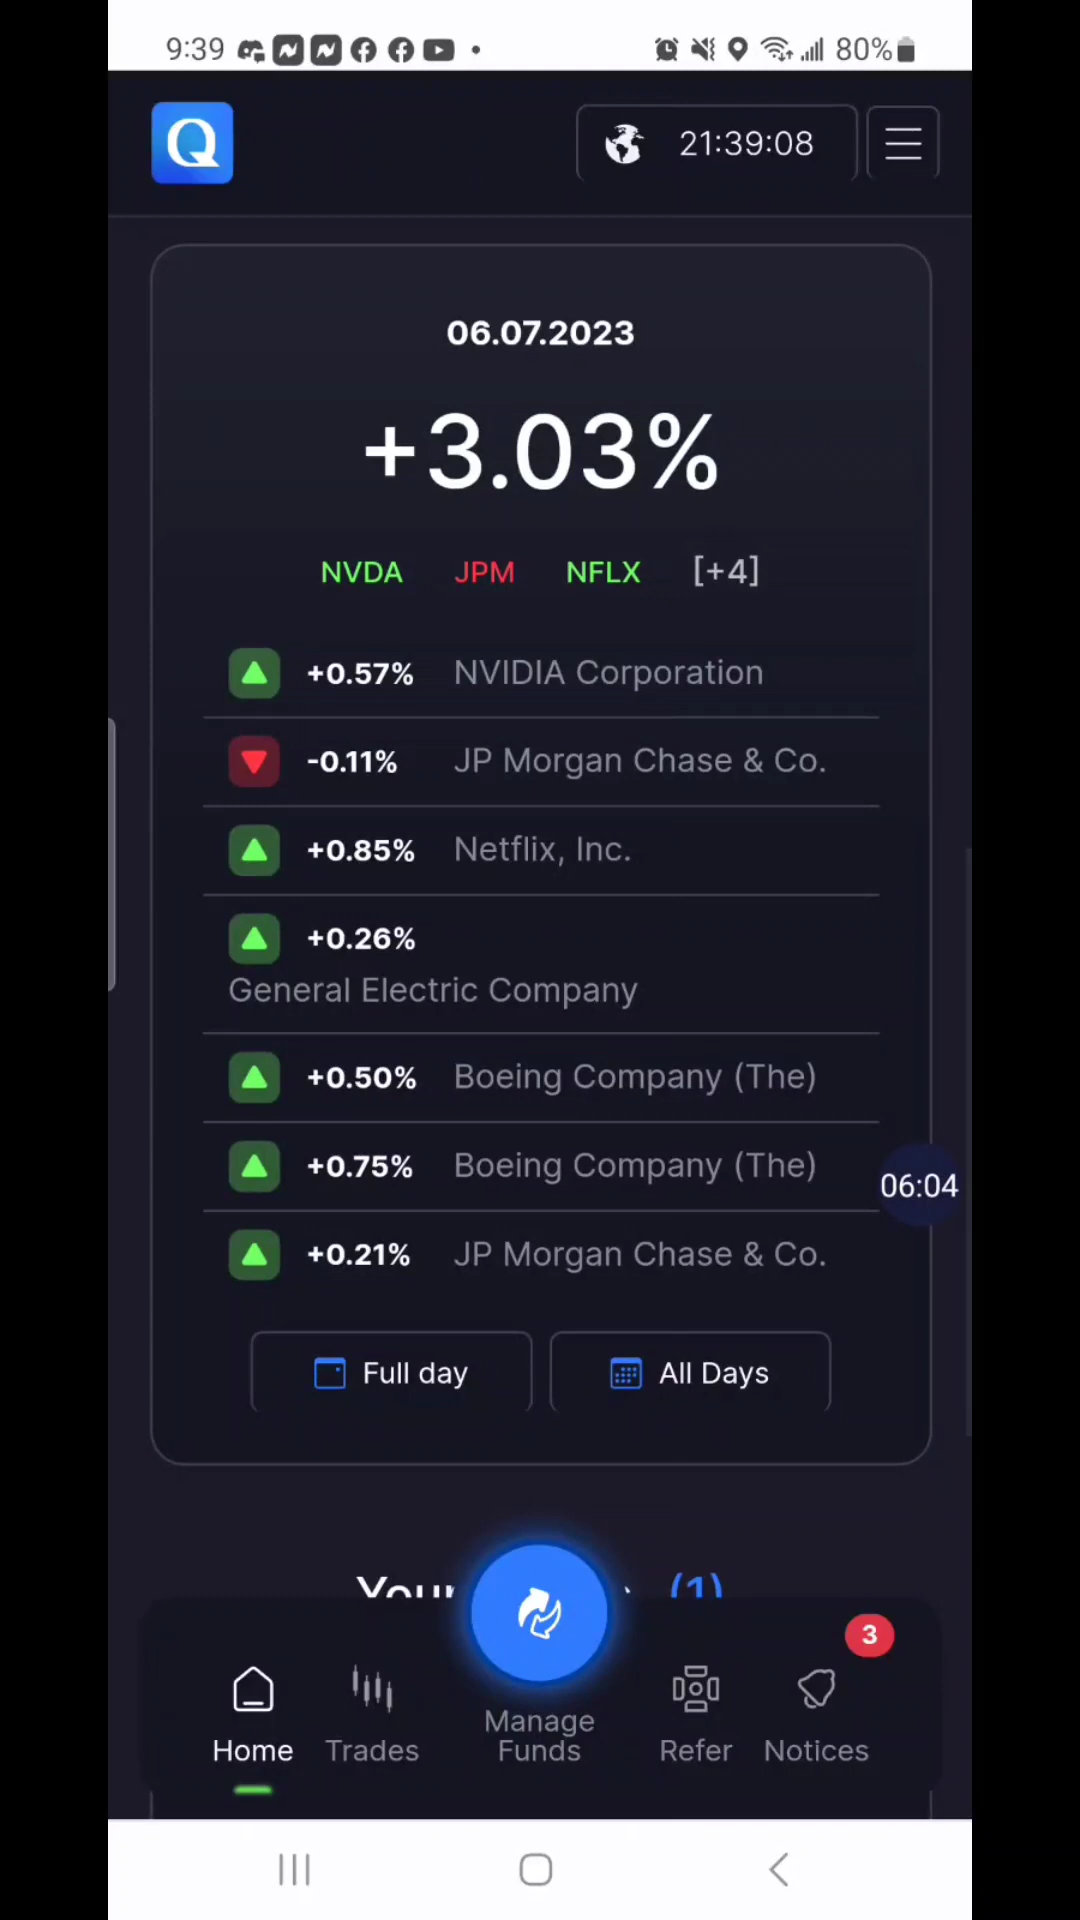 9:39 80%
Q 21:39:08
06.07.2023
+3.03%
NVDA JPM NFLX [+4]
+0.57% NVIDIA Corporation
-0.11% JP Morgan Chase & Co.
+0.85% Netflix, Inc.
+0.26%
General Electric Company
+0.50% Boeing Company (The)
+0.75% Boeing Company (The)
06:04
+0.21% JP Morgan Chase & Co.
Full day All Days
Your (1)
3
Home Trades Manage Funds Refer Notices